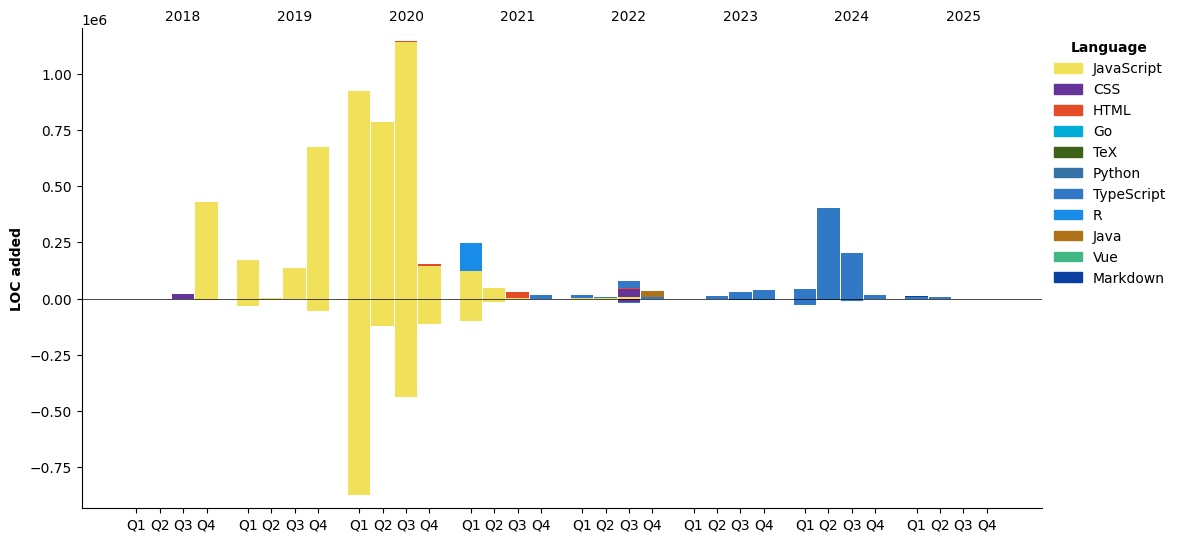 1e6
2018 2019 2020 2021 2022 2023 2024 2025
LOC added
1.00
0.75
0.50
0.25
0.00
−0.25
−0.50
−0.75
Q1 Q2 Q3 Q4 Q1 Q2 Q3 Q4 Q1 Q2 Q3 Q4 Q1 Q2 Q3 Q4 Q1 Q2 Q3 Q4 Q1 Q2 Q3 Q4 Q1 Q2 Q3 Q4 Q1 Q2 Q3 Q4
Language
JavaScript
CSS
HTML
Go
TeX
Python
TypeScript
R
Java
Vue
Markdown